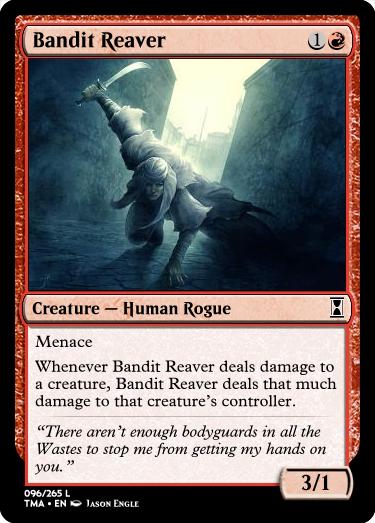 Bandit Reaver
1
Creature — Human Rogue
Menace
Whenever Bandit Reaver deals damage to
a creature, Bandit Reaver deals that much
damage to that creature's controller.
"There aren't enough bodyguards in all the
Wastes to stop me from getting my hands on
you."
3/1
096/265 L
TMA • EN Jason Engle